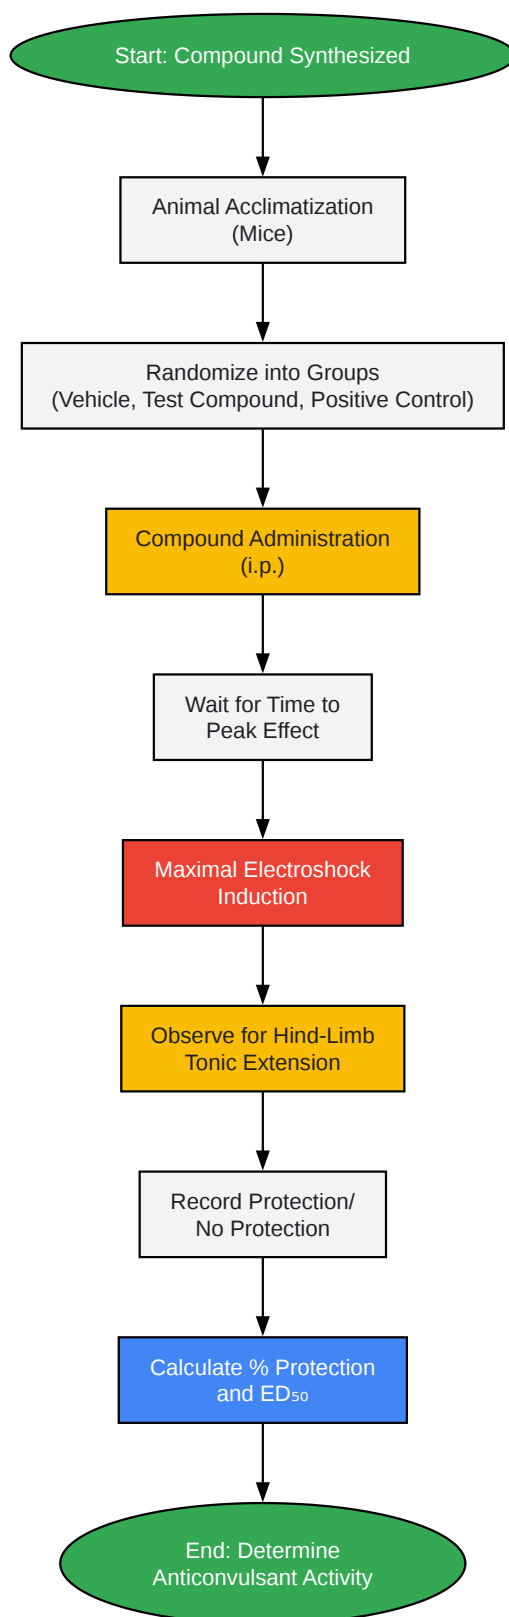 Start: Compound Synthesized
Animal Acclimatization
(Mice)
Randomize into Groups
(Vehicle, Test Compound, Positive Control)
Compound Administration
(i.p.)
Wait for Time to
Peak Effect
Maximal Electroshock
Induction
Observe for Hind-Limb
Tonic Extension
Record Protection/
No Protection
Calculate % Protection
and ED₅₀
End: Determine
Anticonvulsant Activity